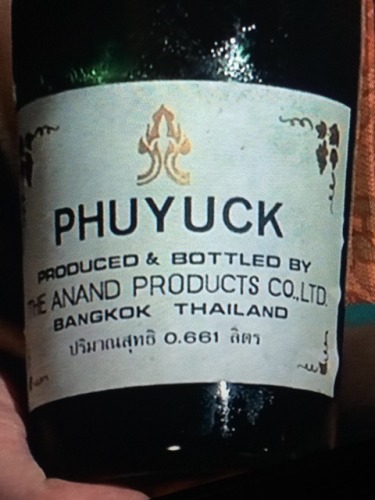 PHUYUCK
PRODUCED & BOTTLED BY
THE ANAND PRODUCTS CO.,LTD.
BANGKOK THAILAND
ปริมาณสุทธิ 0.661 ลิตร